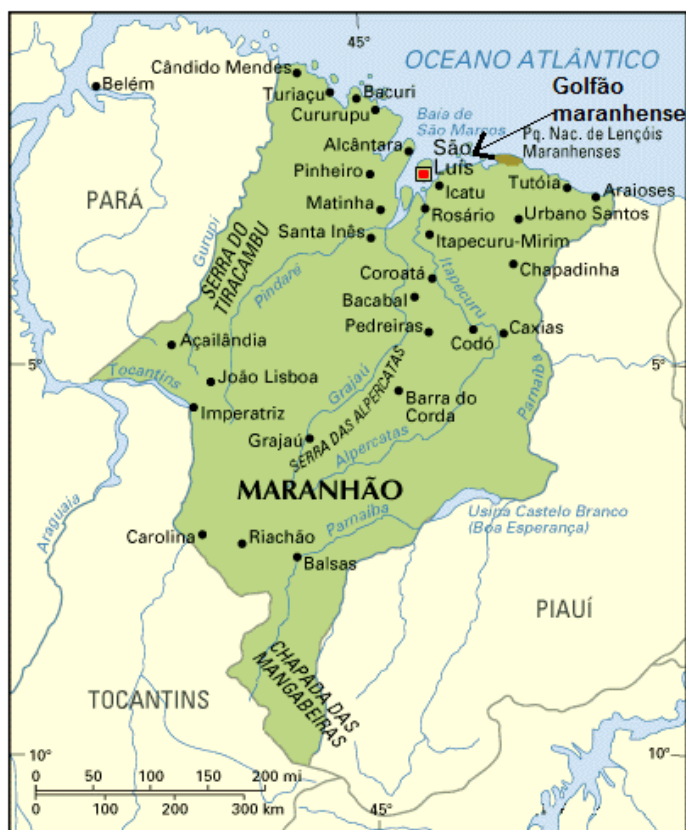 45°
OCEANO ATLÂNTICO
Cândido Mendes
Belém
Turiaçu
Bacuri
Golfão
maranhense
Cururupu
Baía de
São Marcos
Pq. Nac. de Lençóis
Maranhenses
Alcântara
São
Luís
Pinheiro
Icatu
Tutóia
Araioses
PARÁ
Matinha
Rosário
Urbano Santos
Gurupi
SERRA DO
TIRACAMBU
Santa Inês
Itapecuru-Mirim
Pindaré
Itapecuru
Coroatá
Chapadinha
Bacabal
Pedreiras
Codó
Caxias
Açailândia
5°
5°
Tocantins
João Lisboa
Grajaú
SERRA DAS ALPERCATAS
Parnaíba
Imperatriz
Barra do
Corda
Grajaú
Alpercatas
MARANHÃO
Araguaia
Parnaíba
Usina Castelo Branco
(Boa Esperança)
Carolina
Riachão
Balsas
PIAUÍ
CHAPADA DAS
MANGABEIRAS
TOCANTINS
10°
10°
0 50 100 150 200 mi
0 100 200 300 km
45°